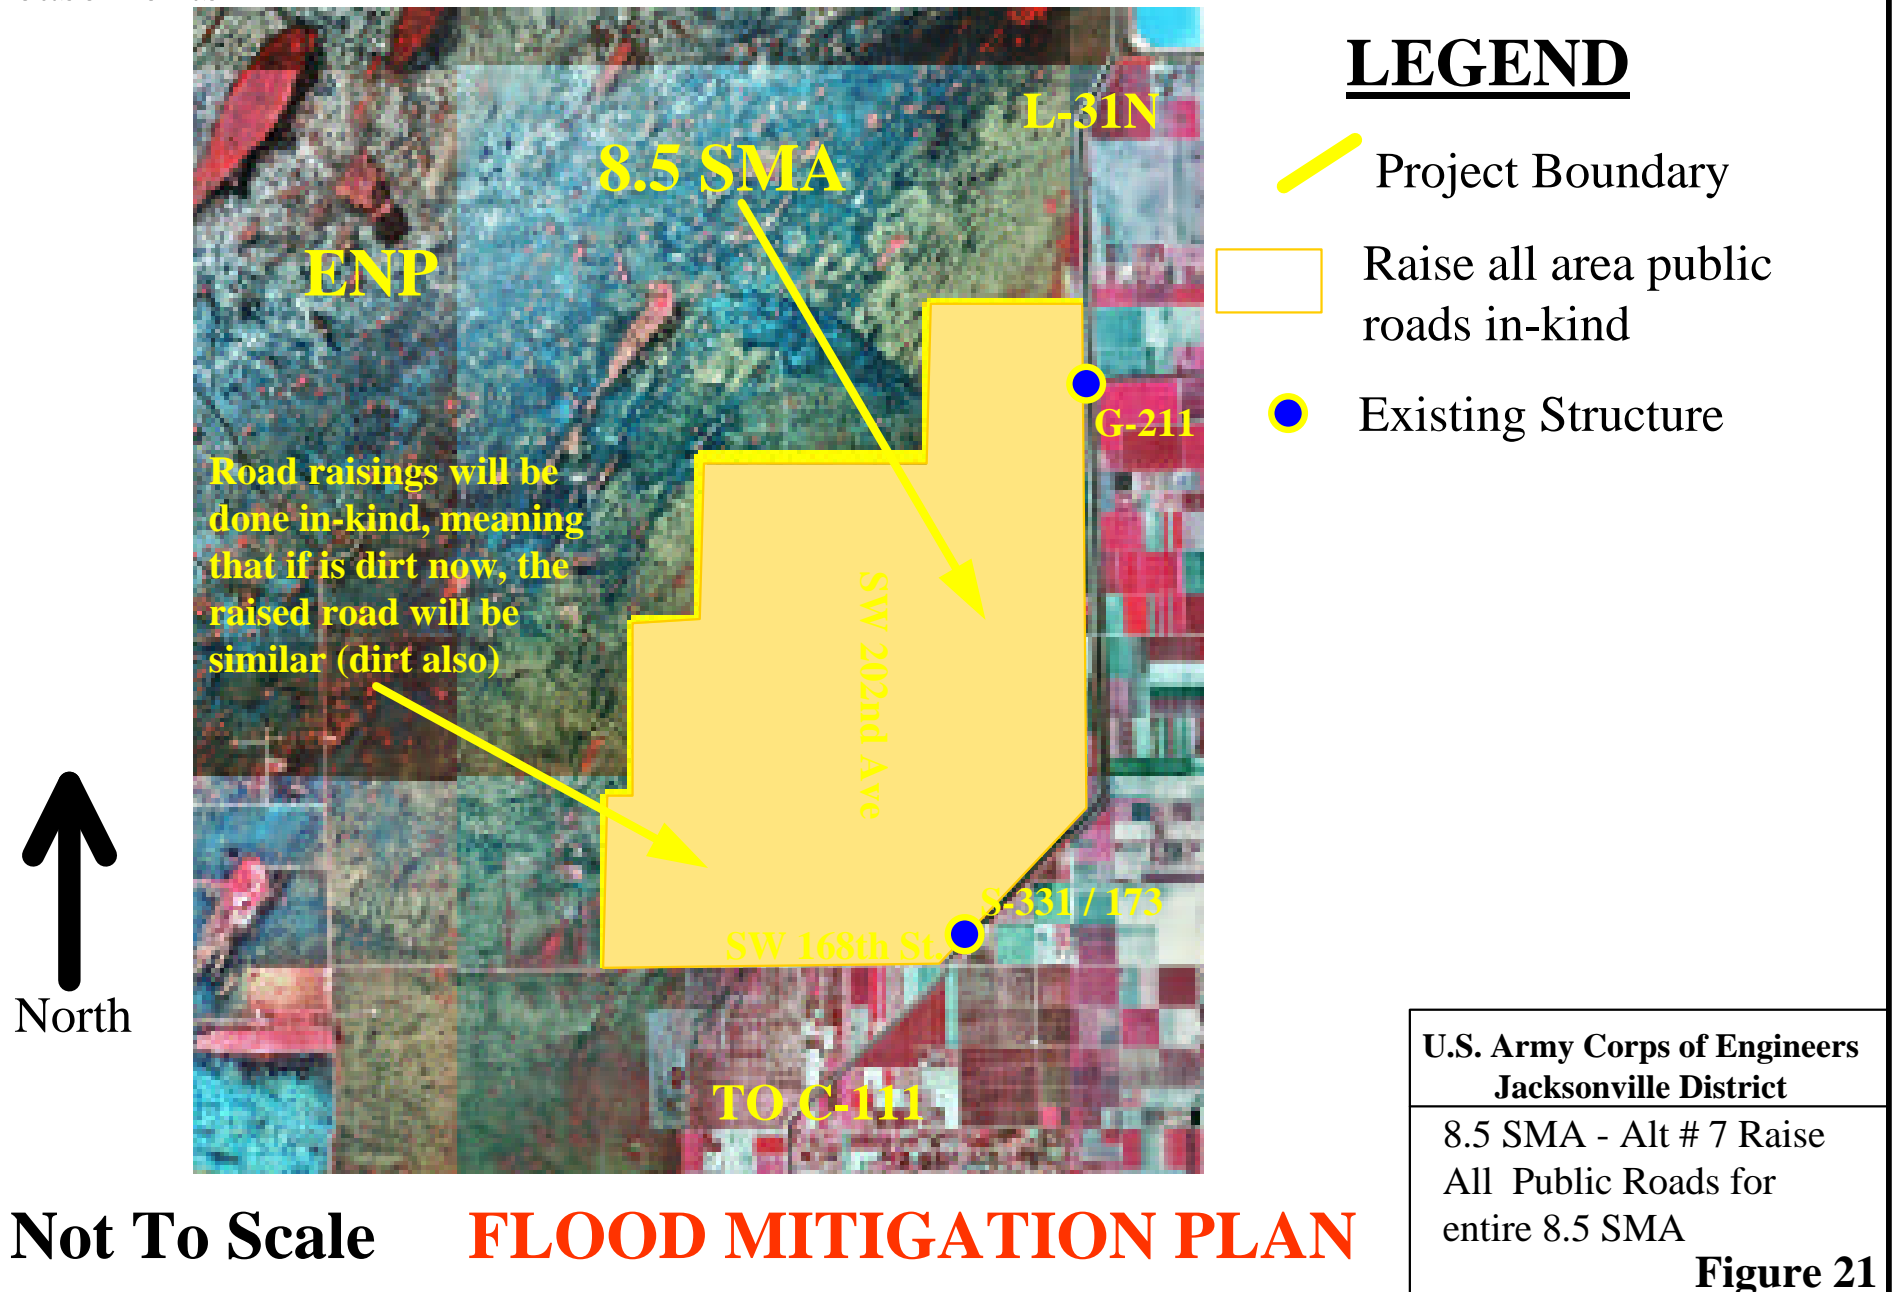 LEGEND
L-31N
8.5 SMA
Project Boundary
ENP
Raise all area public
roads in-kind
G-211
Existing Structure
Road raisings will be
done in-kind, meaning
that if is dirt now, the
raised road will be
similar (dirt also)
SW 202nd Ave
S-331 / 173
SW 168th St.
North
TO C-111
U.S. Army Corps of Engineers
Jacksonville District
8.5 SMA - Alt # 7 Raise
All Public Roads for
entire 8.5 SMA
Figure 21
Not To Scale
FLOOD MITIGATION PLAN